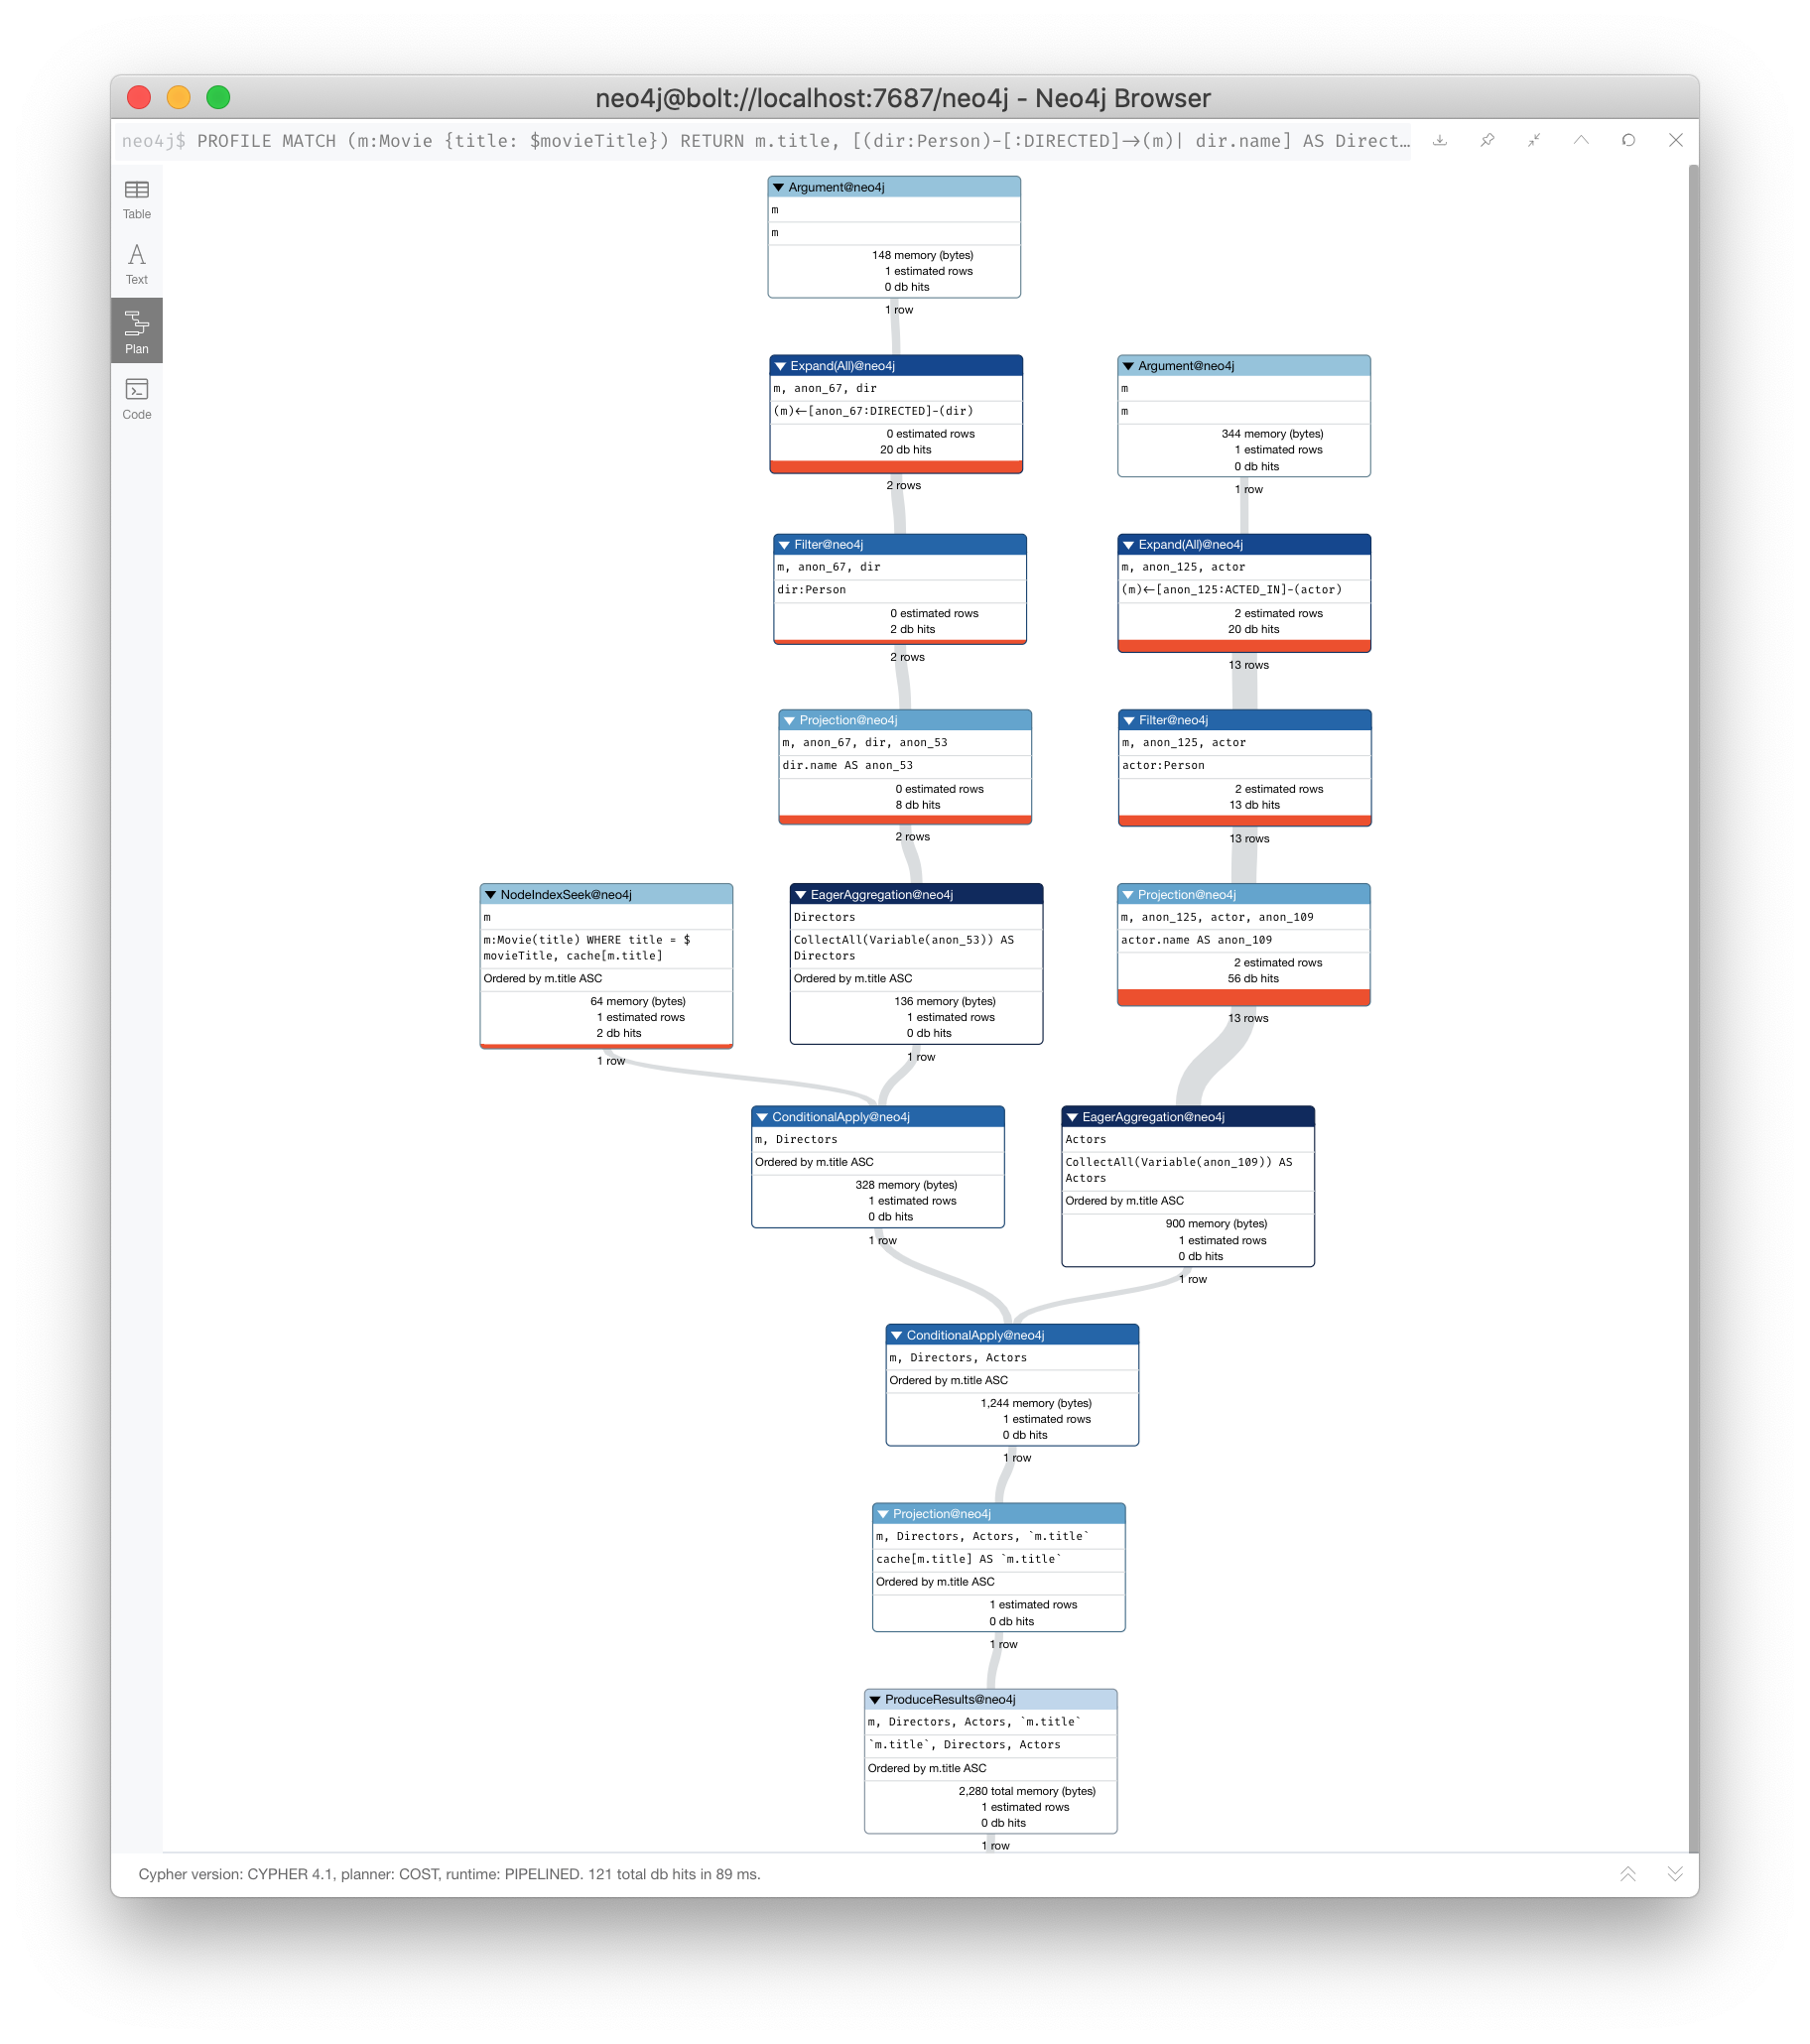 neo4j@bolt://localhost:7687/neo4j - Neo4j Browser
neo4j$ PROFILE MATCH (m:Movie {title: $movieTitle}) RETURN m.title, [(dir:Person)-[:DIRECTED]→(m)| dir.name] AS Direct…
Table
Text
Plan
Code
Argument@neo4j
m
m
148 memory (bytes)
1 estimated rows
0 db hits
1 row
Expand(All)@neo4j
m, anon_67, dir
(m)←[anon_67:DIRECTED]-(dir)
0 estimated rows
20 db hits
2 rows
Argument@neo4j
m
m
344 memory (bytes)
1 estimated rows
0 db hits
1 row
Filter@neo4j
m, anon_67, dir
dir:Person
0 estimated rows
2 db hits
2 rows
Expand(All)@neo4j
m, anon_125, actor
(m)←[anon_125:ACTED_IN]-(actor)
2 estimated rows
20 db hits
13 rows
Projection@neo4j
m, anon_67, dir, anon_53
dir.name AS anon_53
0 estimated rows
8 db hits
2 rows
Filter@neo4j
m, anon_125, actor
actor:Person
2 estimated rows
13 db hits
13 rows
NodeIndexSeek@neo4j
m
m:Movie(title) WHERE title = $
movieTitle, cache[m.title]
Ordered by m.title ASC
64 memory (bytes)
1 estimated rows
2 db hits
1 row
EagerAggregation@neo4j
Directors
CollectAll(Variable(anon_53)) AS
Directors
Ordered by m.title ASC
136 memory (bytes)
1 estimated rows
0 db hits
1 row
Projection@neo4j
m, anon_125, actor, anon_109
actor.name AS anon_109
2 estimated rows
56 db hits
13 rows
ConditionalApply@neo4j
m, Directors
Ordered by m.title ASC
328 memory (bytes)
1 estimated rows
0 db hits
1 row
EagerAggregation@neo4j
Actors
CollectAll(Variable(anon_109)) AS
Actors
Ordered by m.title ASC
900 memory (bytes)
1 estimated rows
0 db hits
1 row
ConditionalApply@neo4j
m, Directors, Actors
Ordered by m.title ASC
1,244 memory (bytes)
1 estimated rows
0 db hits
1 row
Projection@neo4j
m, Directors, Actors, `m.title`
cache[m.title] AS `m.title`
Ordered by m.title ASC
1 estimated rows
0 db hits
1 row
ProduceResults@neo4j
m, Directors, Actors, `m.title`
`m.title`, Directors, Actors
Ordered by m.title ASC
2,280 total memory (bytes)
1 estimated rows
0 db hits
1 row
Cypher version: CYPHER 4.1, planner: COST, runtime: PIPELINED. 121 total db hits in 89 ms.